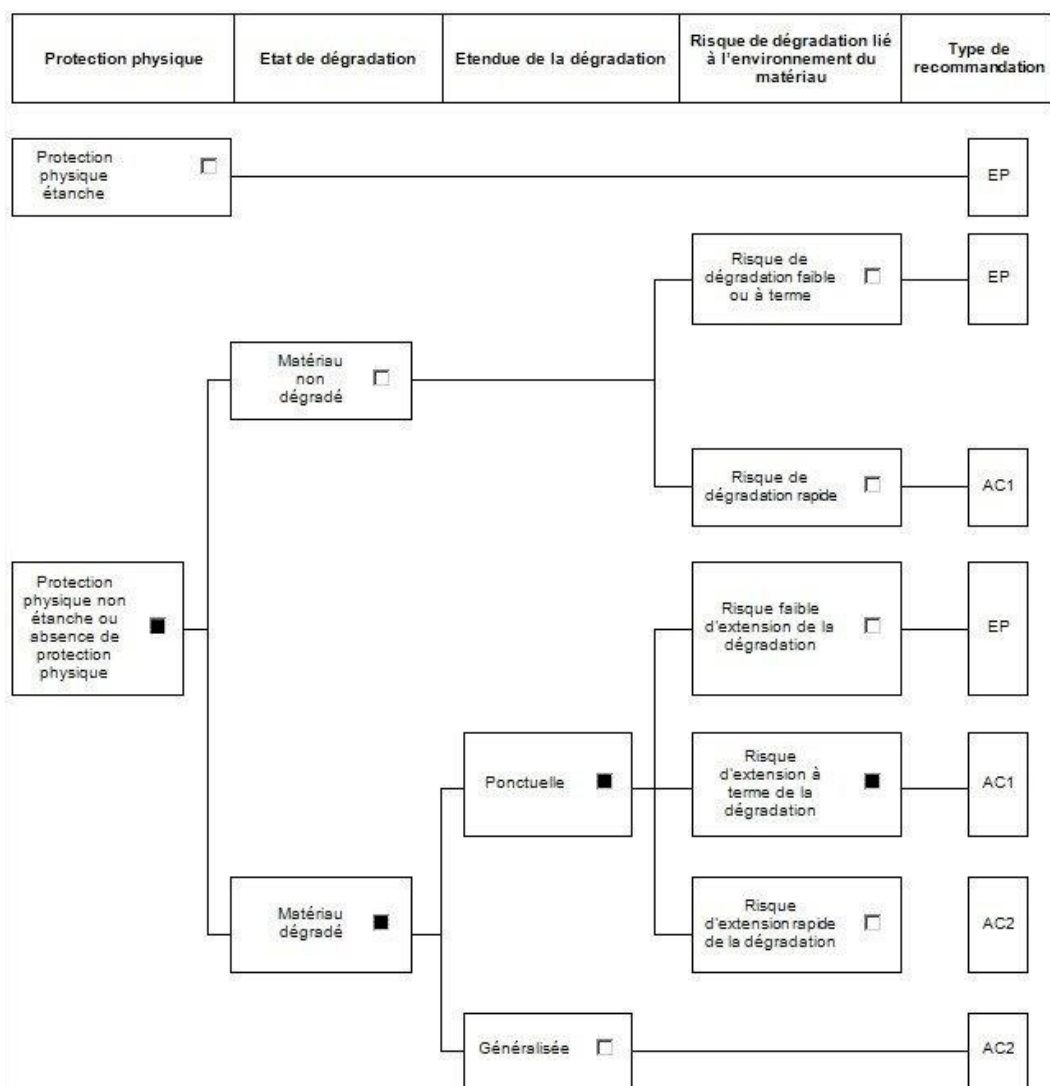 Protection physique
Etat de dégradation
Etendue de la dégradation
Risque de dégradation lié
à l'environnement du
matériau
Type de
recommandation
Protection
physique
étanche
EP
Risque de
dégradation faible
ou à terme
EP
Matériau
non
dégradé
Risque de
dégradation rapide
AC1
Protection
physique non
étanche ou
absence de
protection
physique
Risque faible
d'extension de la
dégradation
EP
Ponctuelle
Risque
d'extension à
terme de la
dégradation
AC1
Matériau
dégradé
Risque
d'extension rapide
de la dégradation
AC2
Généralisée
AC2